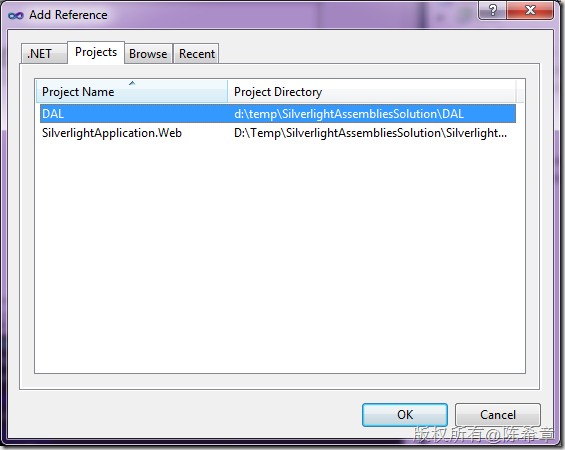 Add Reference
.NET Projects Browse Recent
Project Name Project Directory
DAL d:\temp\SilverlightAssembliesSolution\DAL
SilverlightApplication.Web D:\Temp\SilverlightAssembliesSolution\Silverlight...
OK Cancel
版权所有@陈希章